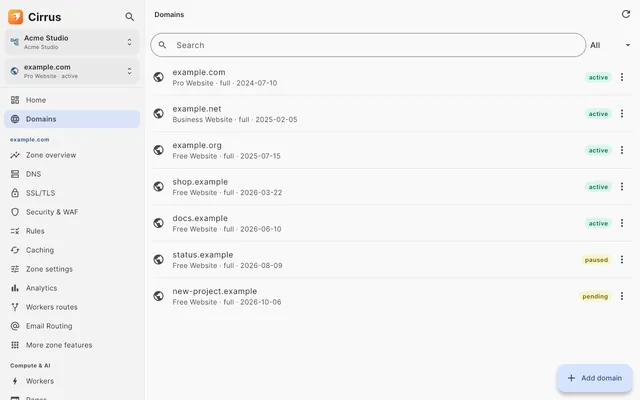 Cirrus
Acme Studio
Acme Studio
example.com
Pro Website · active
Home
Domains
example.com
Zone overview
DNS
SSL/TLS
Security & WAF
Rules
Caching
Zone settings
Analytics
Workers routes
Email Routing
More zone features
Compute & AI
Workers
Pages
Domains
Search
All
example.com
Pro Website · full · 2024-07-10
active
example.net
Business Website · full · 2025-02-05
active
example.org
Free Website · full · 2025-07-15
active
shop.example
Free Website · full · 2026-03-22
active
docs.example
Free Website · full · 2026-06-10
active
status.example
Free Website · full · 2026-08-09
paused
new-project.example
Free Website · full · 2026-10-06
pending
Add domain